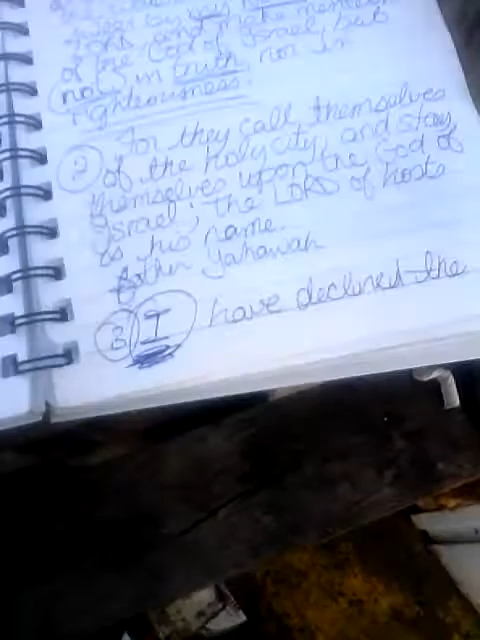 LORD, and make mention
of the God of Israel, but
(not) in truth, nor in
righteousness.
(2) For they call themselves
of the holy city, and stay
themselves upon the God of
Israel; the LORD of hosts
is his name.
Father Yahawah
(3) (I) have declined the